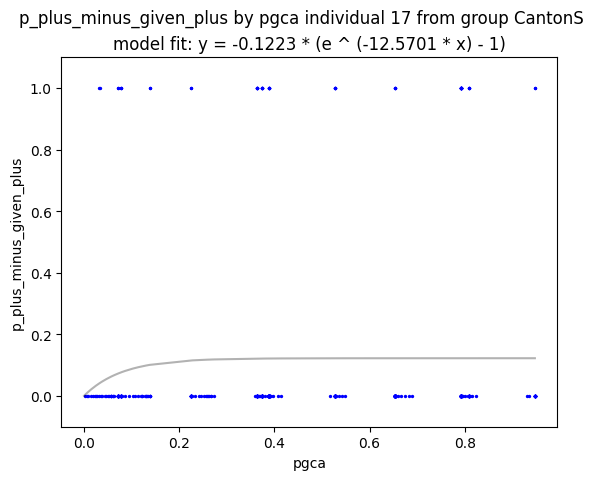 p_plus_minus_given_plus by pgca individual 17 from group CantonS
model fit: y = -0.1223 * (e ^ (-12.5701 * x) - 1)
p_plus_minus_given_plus
1.0
0.8
0.6
0.4
0.2
0.0
0.0 0.2 0.4 0.6 0.8
pgca